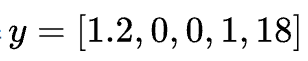 y = [1.2, 0, 0, 1, 18]